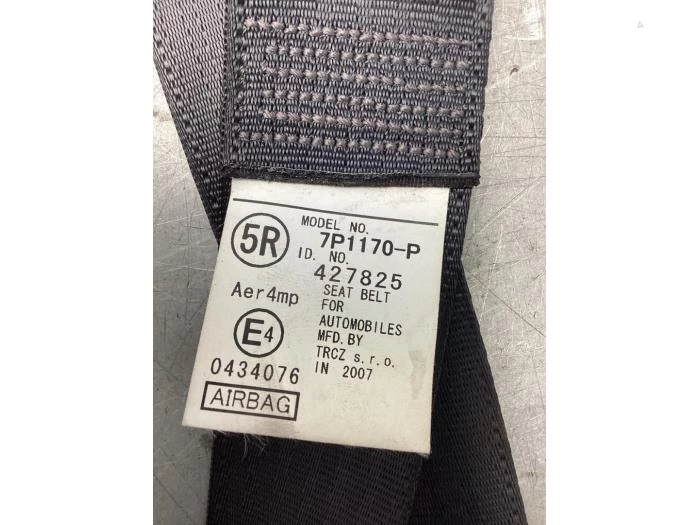 MODEL NO.
5R
7P1170-P
ID. NO.
427825
Aer4mp
SEAT BELT
FOR
AUTOMOBILES
E4
MFD. BY
TRCZ s.r.o.
0434076
IN 2007
AIRBAG